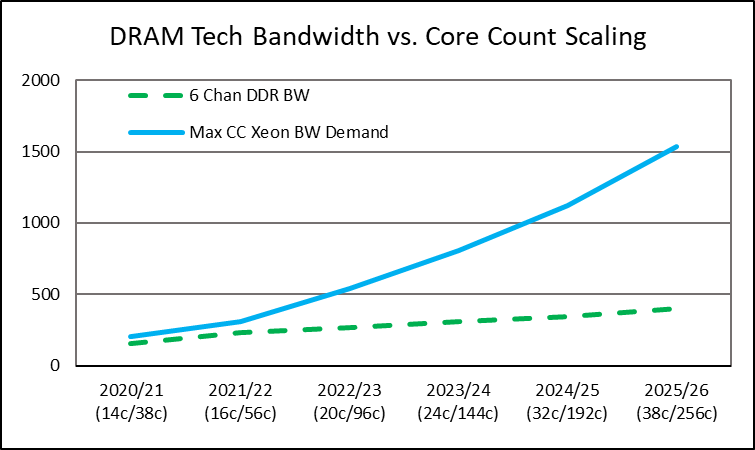 DRAM Tech Bandwidth vs. Core Count Scaling
2000
6 Chan DDR BW
Max CC Xeon BW Demand
1500
1000
500
0
2020/21 2021/22 2022/23 2023/24 2024/25 2025/26
(14c/38c) (16c/56c) (20c/96c) (24c/144c) (32c/192c) (38c/256c)